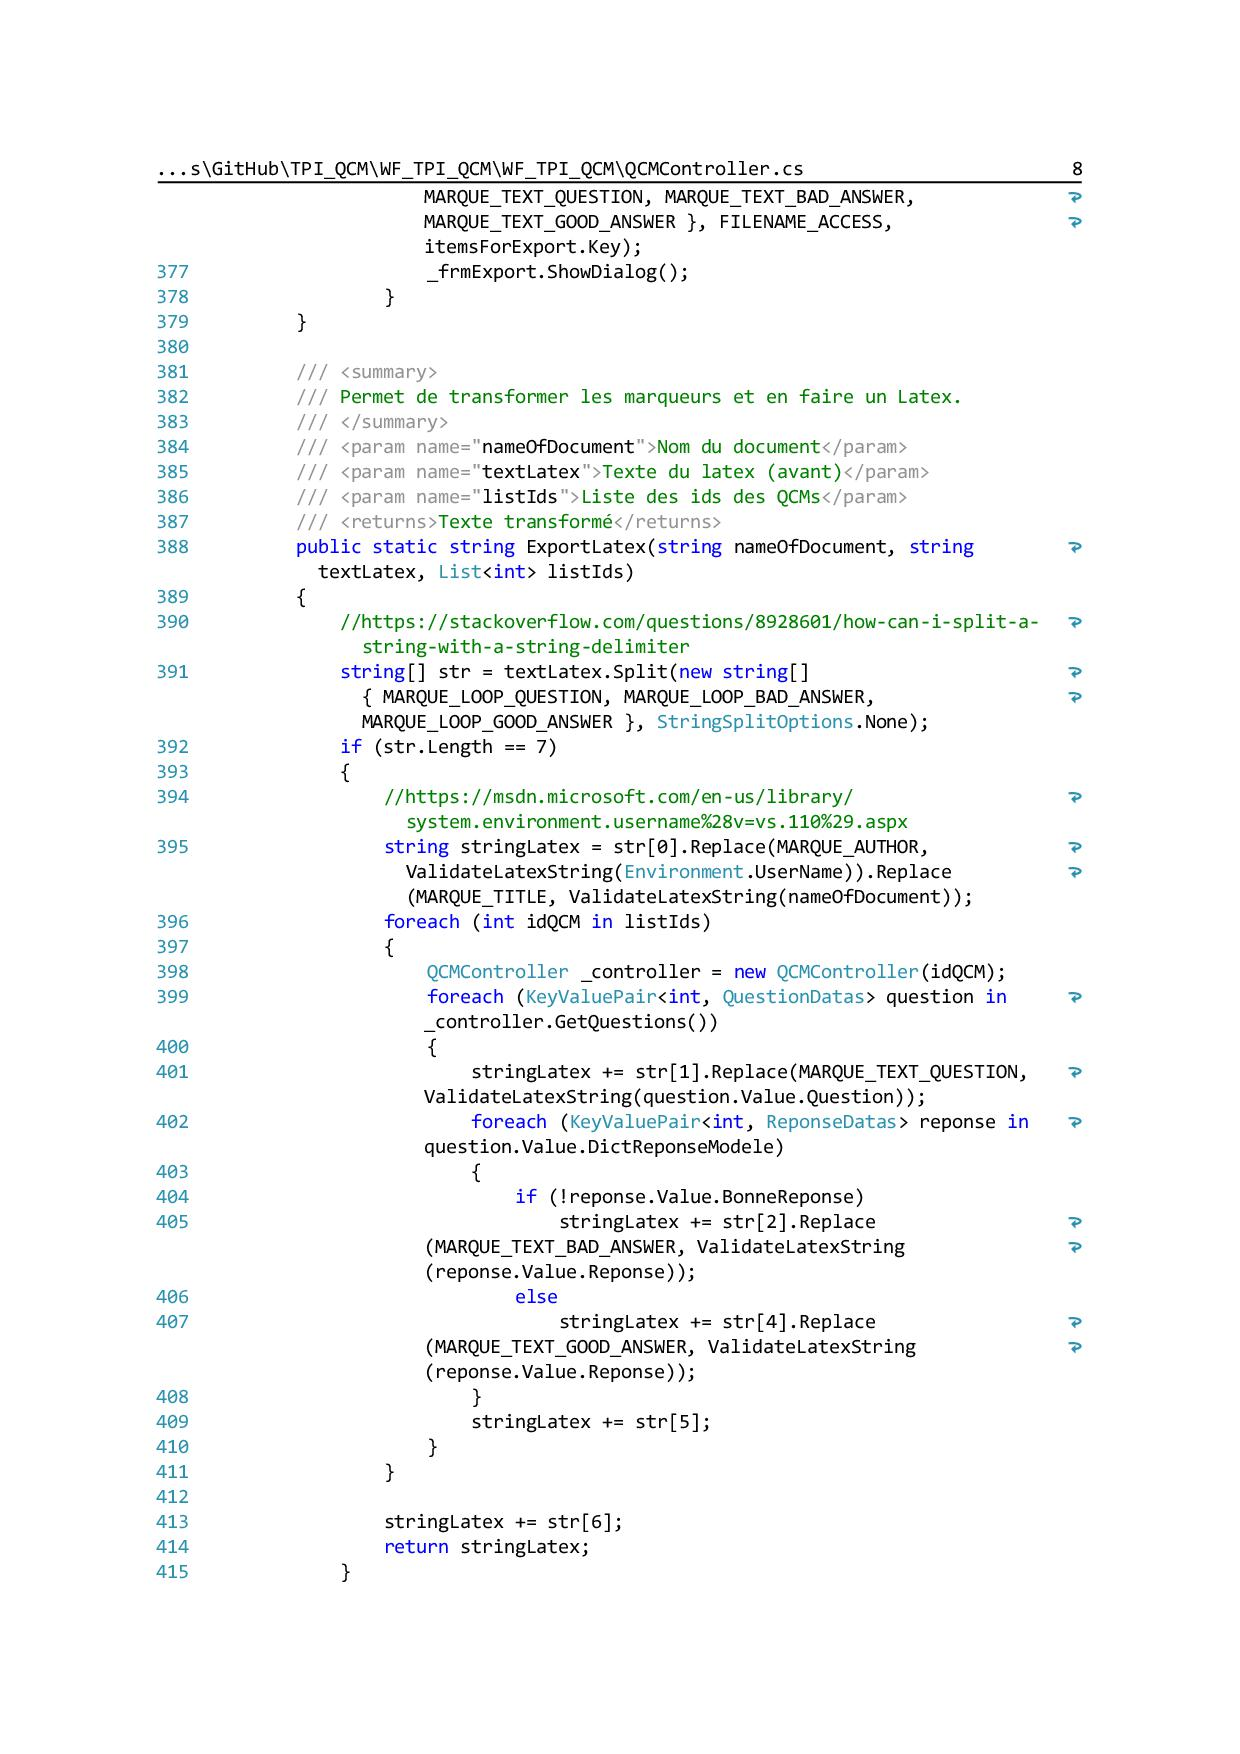 ...s\GitHub\TPI_QCM\WF_TPI_QCM\WF_TPI_QCM\QCMController.cs 8
MARQUE_TEXT_QUESTION, MARQUE_TEXT_BAD_ANSWER,
MARQUE_TEXT_GOOD_ANSWER }, FILENAME_ACCESS,
itemsForExport.Key);
377 _frmExport.ShowDialog();
378 }
379 }
380
381 /// <summary>
382 /// Permet de transformer les marqueurs et en faire un Latex.
383 /// </summary>
384 /// <param name="nameOfDocument">Nom du document</param>
385 /// <param name="textLatex">Texte du latex (avant)</param>
386 /// <param name="listIds">Liste des ids des QCMs</param>
387 /// <returns>Texte transformé</returns>
388 public static string ExportLatex(string nameOfDocument, string
textLatex, List<int> listIds)
389 {
390 //https://stackoverflow.com/questions/8928601/how-can-i-split-a-
string-with-a-string-delimiter
391 string[] str = textLatex.Split(new string[]
{ MARQUE_LOOP_QUESTION, MARQUE_LOOP_BAD_ANSWER,
MARQUE_LOOP_GOOD_ANSWER }, StringSplitOptions.None);
392 if (str.Length == 7)
393 {
394 //https://msdn.microsoft.com/en-us/library/
system.environment.username%28v=vs.110%29.aspx
395 string stringLatex = str[0].Replace(MARQUE_AUTHOR,
ValidateLatexString(Environment.UserName)).Replace
(MARQUE_TITLE, ValidateLatexString(nameOfDocument));
396 foreach (int idQCM in listIds)
397 {
398 QCMController _controller = new QCMController(idQCM);
399 foreach (KeyValuePair<int, QuestionDatas> question in
_controller.GetQuestions())
400 {
401 stringLatex += str[1].Replace(MARQUE_TEXT_QUESTION,
ValidateLatexString(question.Value.Question));
402 foreach (KeyValuePair<int, ReponseDatas> reponse in
question.Value.DictReponseModele)
403 {
404 if (!reponse.Value.BonneReponse)
405 stringLatex += str[2].Replace
(MARQUE_TEXT_BAD_ANSWER, ValidateLatexString
(reponse.Value.Reponse));
406 else
407 stringLatex += str[4].Replace
(MARQUE_TEXT_GOOD_ANSWER, ValidateLatexString
(reponse.Value.Reponse));
408 }
409 stringLatex += str[5];
410 }
411 }
412
413 stringLatex += str[6];
414 return stringLatex;
415 }